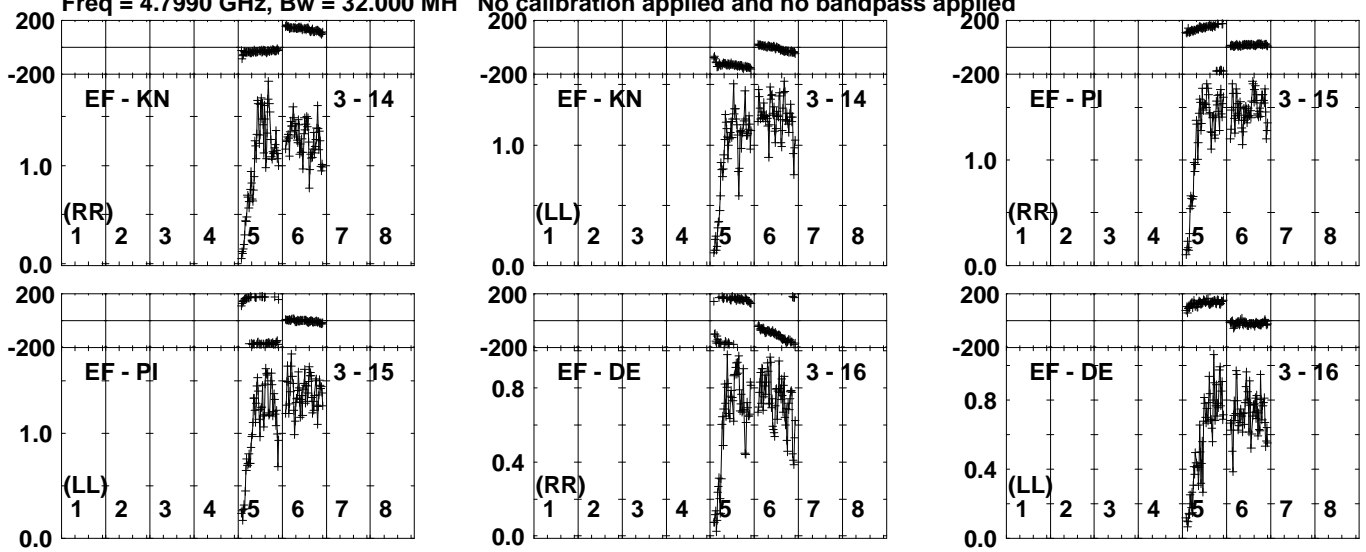 Freq = 4.7990 GHz, Bw = 32.000 MH No calibration applied and no bandpass applied
200
-200
EF - KN 3 - 14
1.0
(RR)
1 2 3 4 5 6 7 8
0.0
EF - KN 3 - 14
1.0
(LL)
1 2 3 4 5 6 7 8
0.0
200
-200
EF - PI 3 - 15
1.0
(RR)
1 2 3 4 5 6 7 8
0.0
200
-200
EF - PI 3 - 15
1.0
(LL)
1 2 3 4 5 6 7 8
0.0
200
-200
EF - DE 3 - 16
0.8
0.4
(RR)
1 2 3 4 5 6 7 8
0.0
200
-200
EF - DE 3 - 16
0.8
0.4
(LL)
1 2 3 4 5 6 7 8
0.0